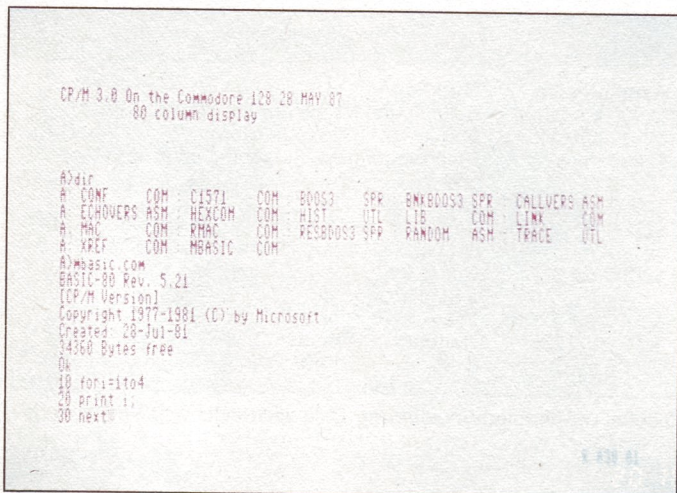 CP/M 3.0 On the Commodore 128 28 MAY 87
80 column display
A>dir
A: CONF     COM : C1571    COM : BDOS3    SPR : BNKBDOS3 SPR : CALLVERS ASM
A: ECHOVERS ASM : HEXCOM   COM : HIST     UTL : LIB      COM : LINK     COM
A: MAC      COM : RMAC     COM : RESBDOS3 SPR : RANDOM   ASM : TRACE    UTL
A: XREF     COM : MBASIC   COM
A>mbasic.com
BASIC-80 Rev. 5.21
[CP/M Version]
Copyright 1977-1981 (C) by Microsoft
Created: 28-Jul-81
34360 Bytes free
Ok
10 fori=1to4
20 print i;
30 next